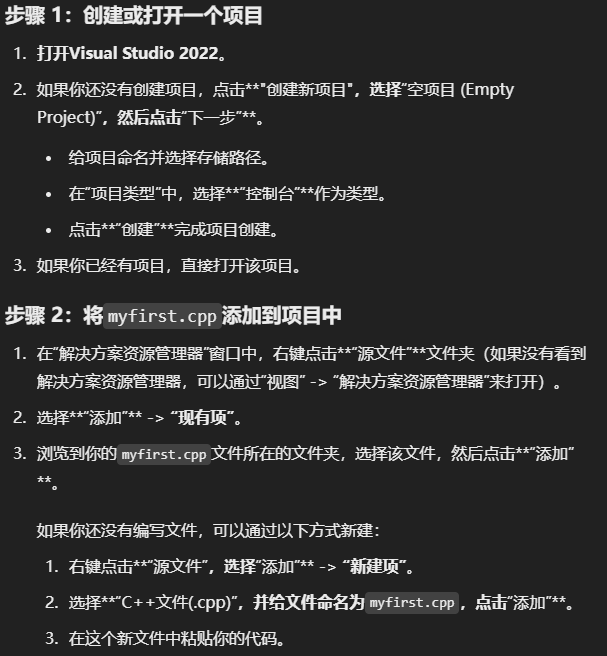 步骤 1：创建或打开一个项目
1. 打开Visual Studio 2022。
2. 如果你还没有创建项目，点击**"创建新项目"，选择"空项目 (Empty
Project)"，然后点击"下一步"**。
• 给项目命名并选择存储路径。
• 在"项目类型"中，选择**"控制台"**作为类型。
• 点击**"创建"**完成项目创建。
3. 如果你已经有项目，直接打开该项目。
步骤 2：将myfirst.cpp添加到项目中
1. 在"解决方案资源管理器"窗口中，右键点击**"源文件"**文件夹（如果没有看到
解决方案资源管理器，可以通过"视图" -> "解决方案资源管理器"来打开）。
2. 选择**"添加"** -> "现有项"。
3. 浏览到你的myfirst.cpp文件所在的文件夹，选择该文件，然后点击**"添加"
**。
如果你还没有编写文件，可以通过以下方式新建：
1. 右键点击**"源文件"，选择"添加"** -> "新建项"。
2. 选择**"C++文件(.cpp)"，并给文件命名为myfirst.cpp，点击"添加"**。
3. 在这个新文件中粘贴你的代码。